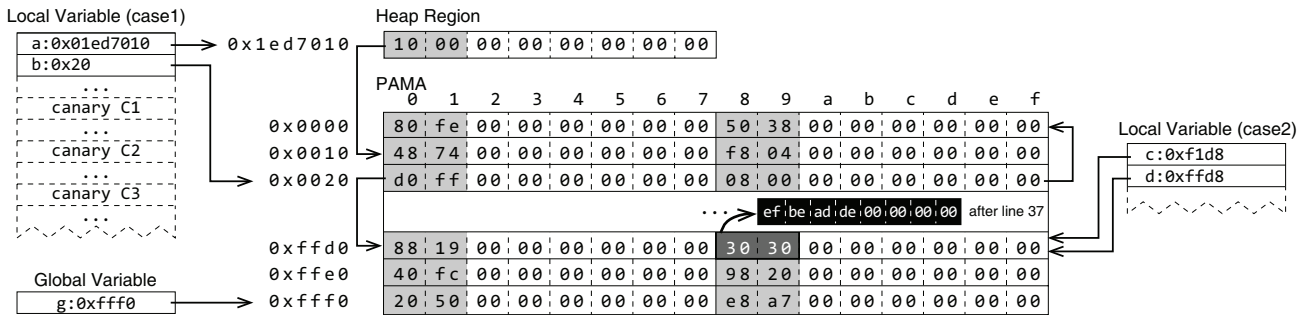 Local Variable (case1)
a:0x01ed7010
b:0x20
...
canary C1
...
canary C2
...
canary C3
...
Global Variable
g:0xfff0
Heap Region
0x1ed7010 10 00 00 00 00 00 00 00
PAMA
0 1 2 3 4 5 6 7 8 9 a b c d e f
0x0000 80 fe 00 00 00 00 00 00 50 38 00 00 00 00 00 00
0x0010 48 74 00 00 00 00 00 00 f8 04 00 00 00 00 00 00
0x0020 d0 ff 00 00 00 00 00 00 08 00 00 00 00 00 00 00
... ef be ad de 00 00 00 00 after line 37
0xffd0 88 19 00 00 00 00 00 00 30 30 00 00 00 00 00 00
0xffe0 40 fc 00 00 00 00 00 00 98 20 00 00 00 00 00 00
0xfff0 20 50 00 00 00 00 00 00 e8 a7 00 00 00 00 00 00
Local Variable (case2)
c:0xf1d8
d:0xffd8